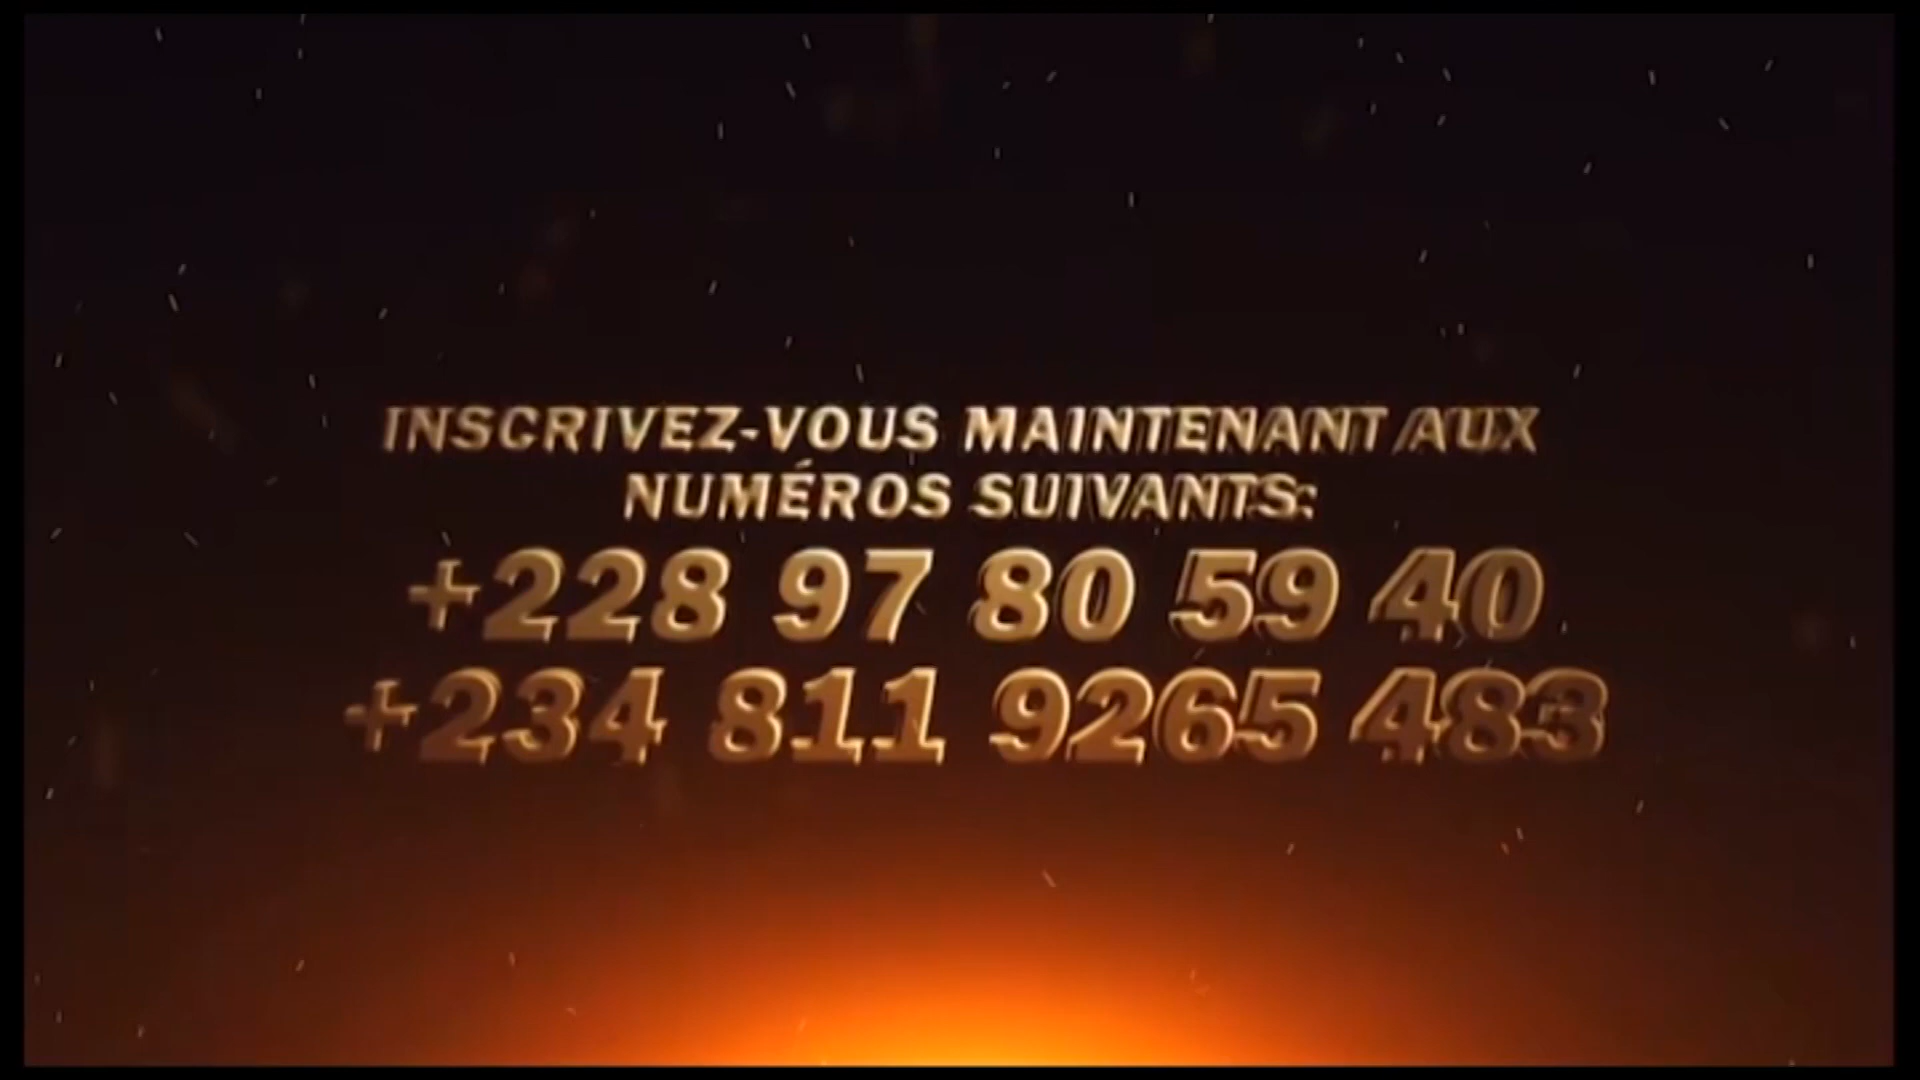 INSCRIVEZ-VOUS MAINTENANT AUX
NUMÉROS SUIVANTS:
+228 97 80 59 40
+234 811 9265 483